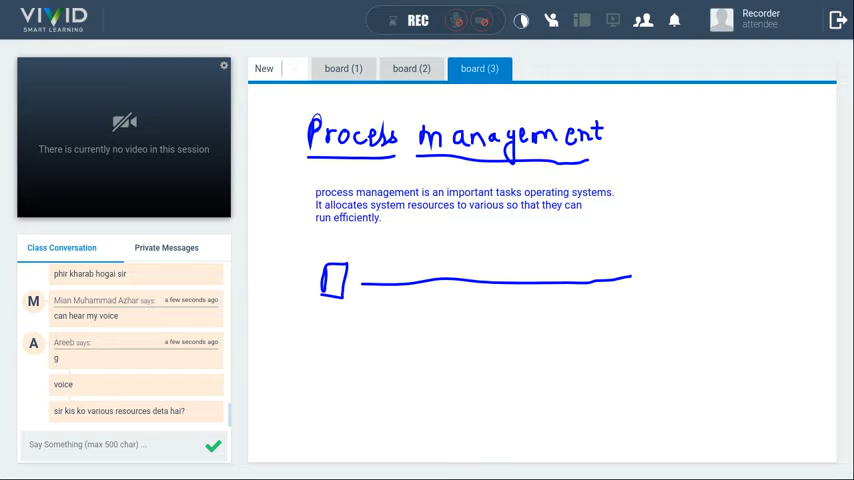 VIVID
SMART LEARNING
REC
Recorder
attendee
There is currently no video in this session
New
board (1)
board (2)
board (3)
Process management
process management is an important tasks operating systems.
It allocates system resources to various so that they can
run efficiently.
Class Conversation
Private Messages
phir kharab hogai sir
M
Mian Muhammad Azhar says:
a few seconds ago
can hear my voice
A
Areeb says:
a few seconds ago
g
voice
sir kis ko various resources deta hai?
Say Something (max 500 char) ...